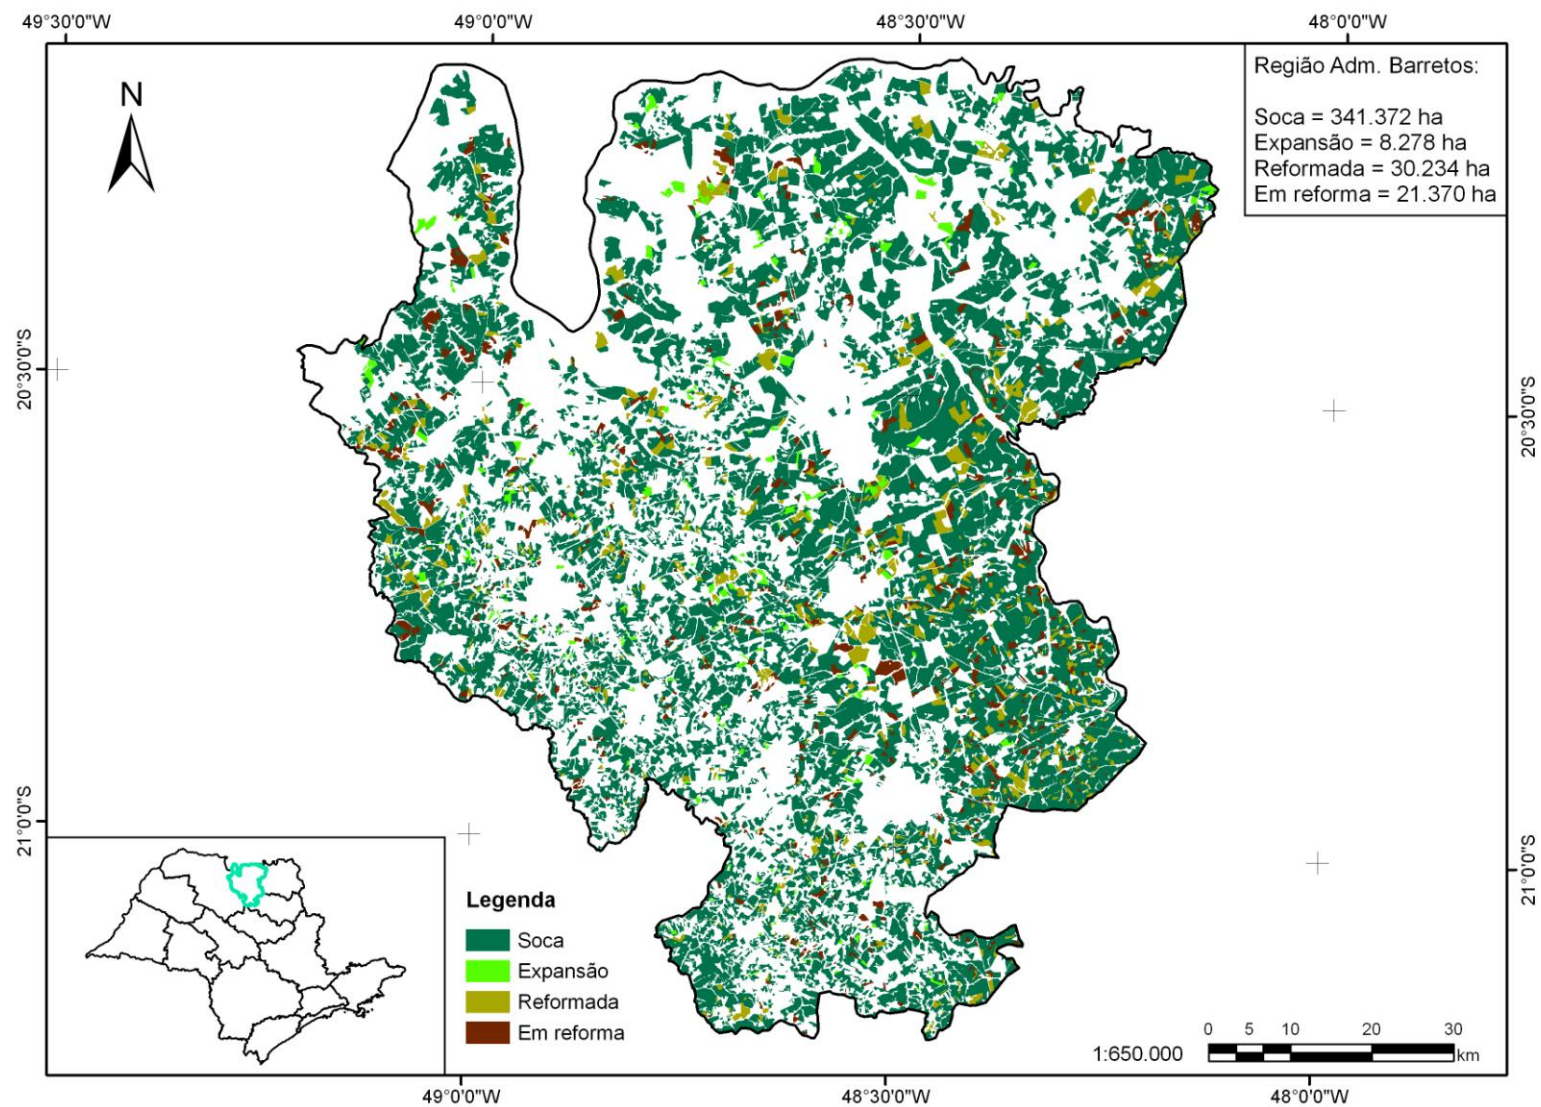 49°30'0"W
49°0'0"W
48°30'0"W
48°0'0"W
N
Região Adm. Barretos:
Soca = 341.372 ha
Expansão = 8.278 ha
Reformada = 30.234 ha
Em reforma = 21.370 ha
20°30'0"S
20°30'0"S
21°0'0"S
21°0'0"S
Legenda
Soca
Expansão
Reformada
Em reforma
1:650.000
0 5 10 20 30
km
49°0'0"W
48°30'0"W
48°0'0"W